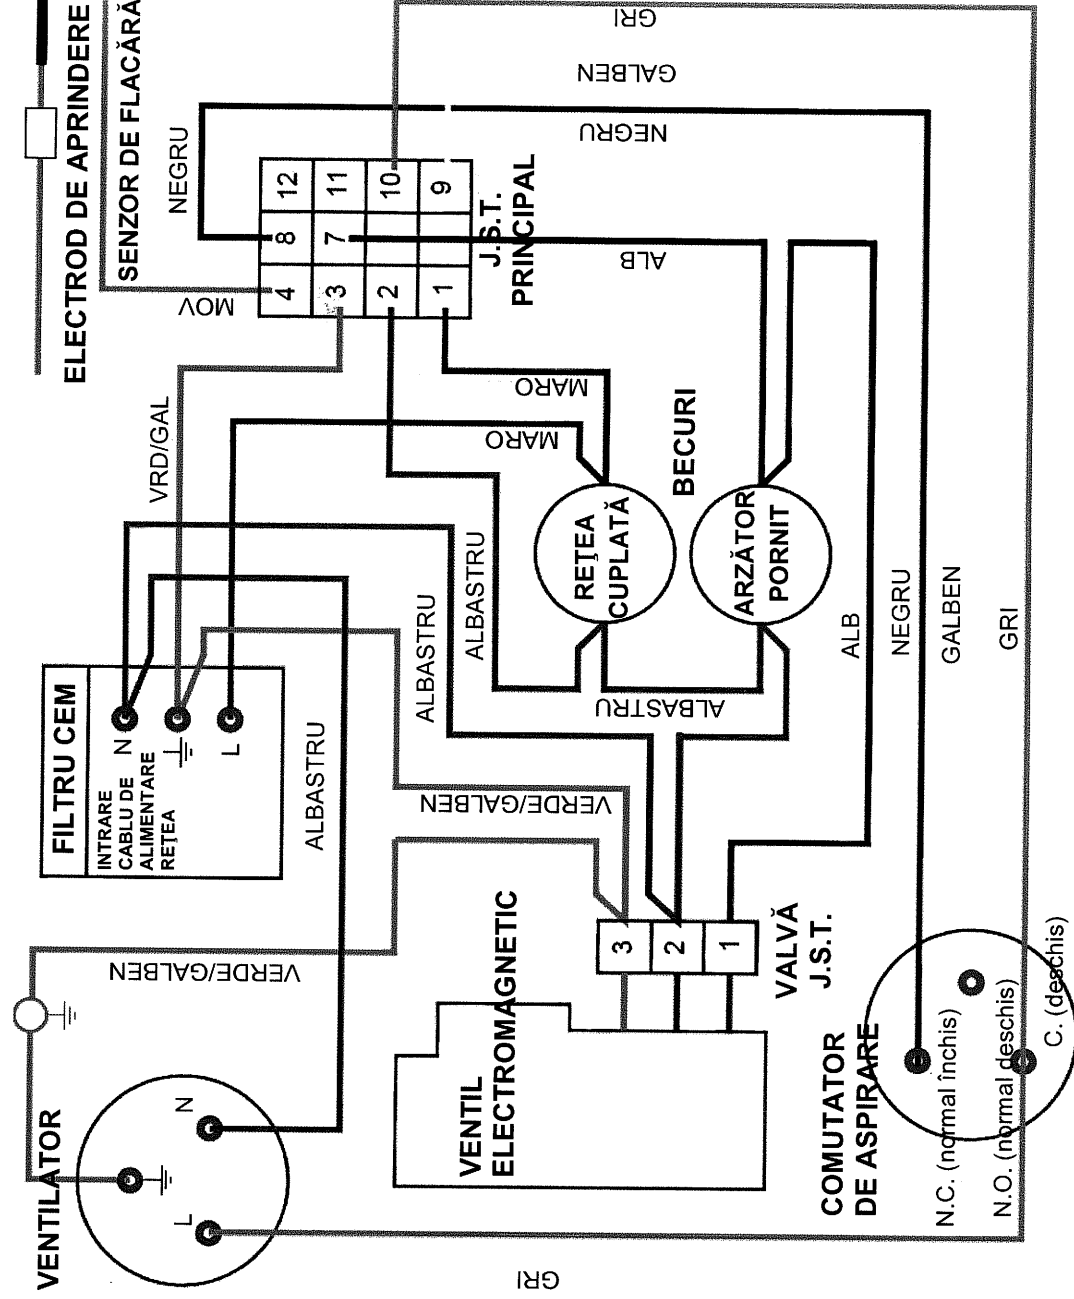 ELECTROD DE APRINDERE
SENZOR DE FLACĂRĂ
GRI
GALBEN
NEGRU
NEGRU
MOV
4 8 12
3 7 11
2 10
1 9
J.S.T.
PRINCIPAL
ALB
VRD/GAL
MARO
MARO
BECURI
REŢEA
CUPLATĂ
ARZĂTOR
PORNIT
ALBASTRU
ALBASTRU
ALBASTRU
ALBASTRU
FILTRU CEM
INTRARE
CABLU DE
ALIMENTARE
REŢEA
N
L
VERDE/GALBEN
VERDE/GALBEN
ALB
NEGRU
GALBEN
GRI
VENTILATOR
L
N
VENTIL
ELECTROMAGNETIC
3
2
1
VALVĂ
J.S.T.
COMUTATOR
DE ASPIRARE
N.C. (normal închis)
N.O. (normal deschis)
C. (deschis)
GRI